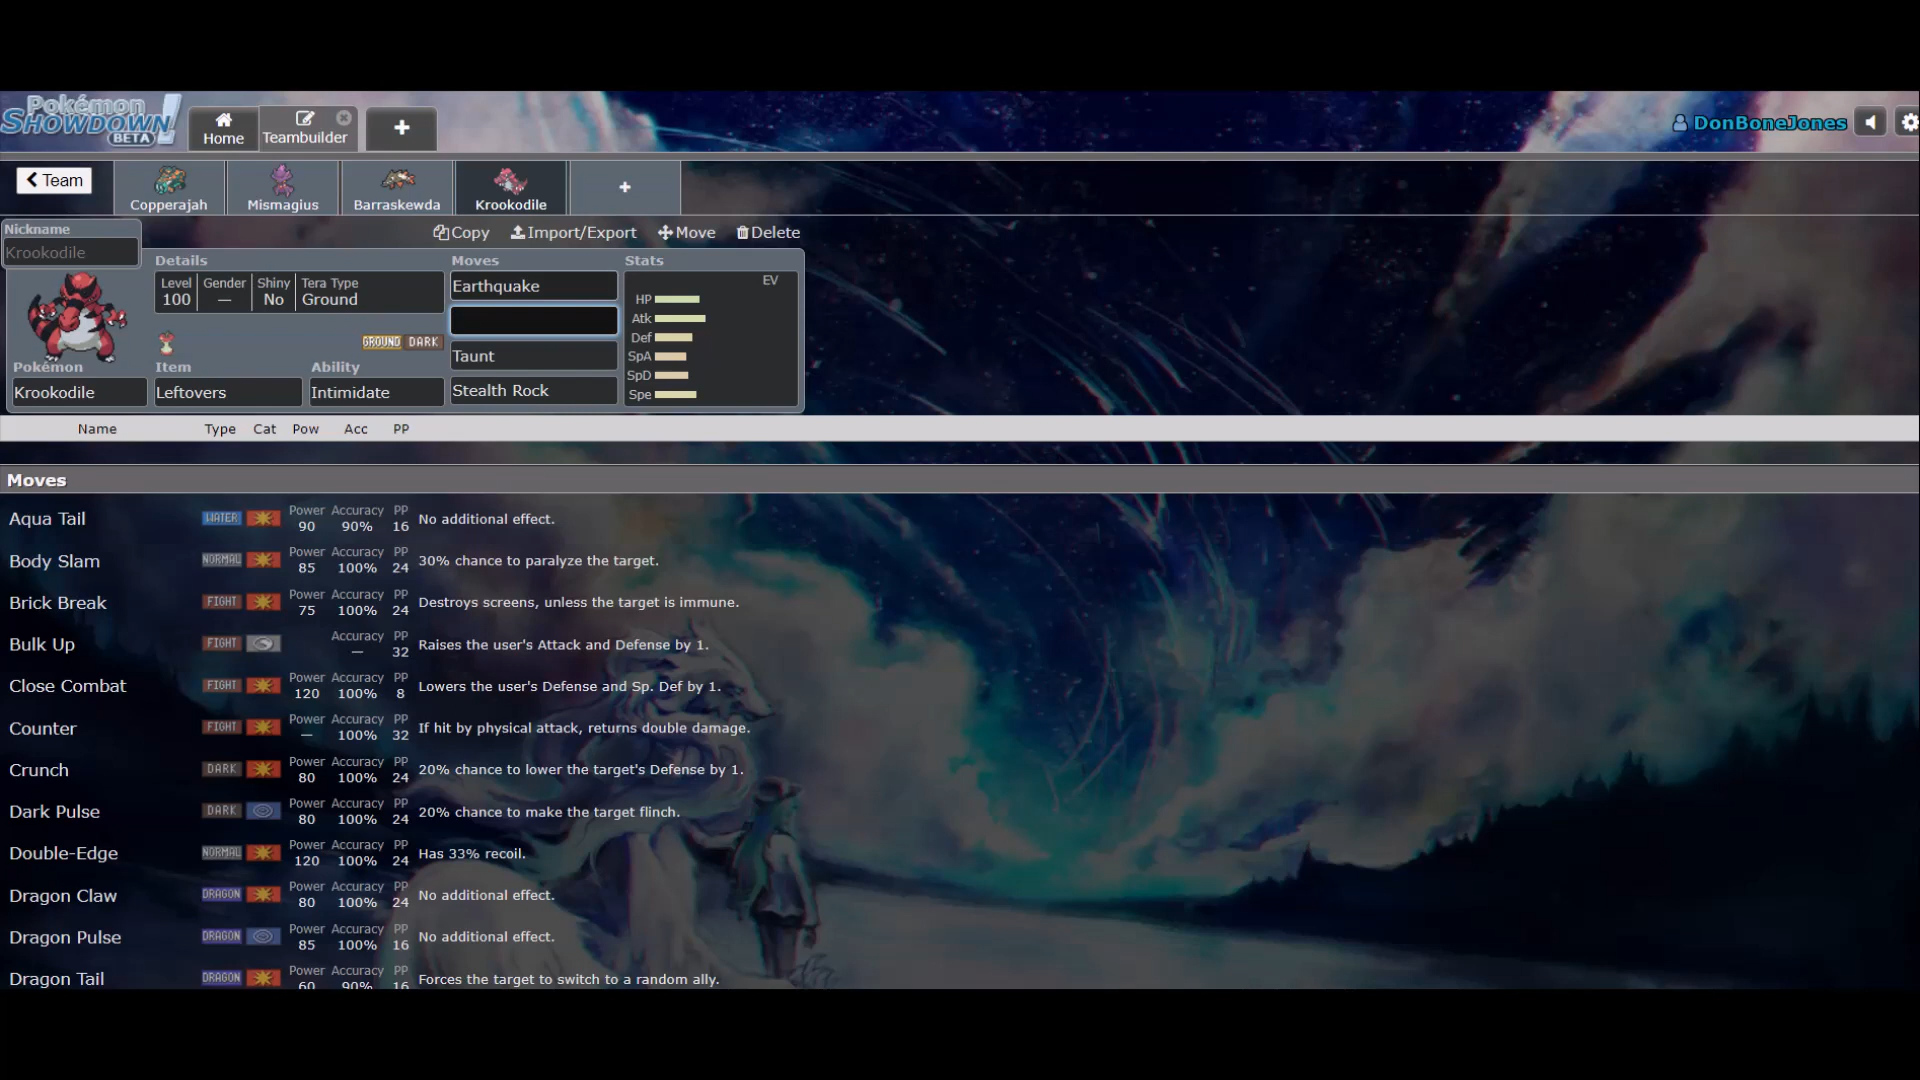 Pokémon
SHOWDOWN!
BETA
Home
Teambuilder
DonBoneJones
Team
Copperajah
Mismagius
Barraskewda
Krookodile
Nickname
Krookodile
Copy
Import/Export
Move
Delete
Details
Moves
Stats
Level
100
Gender
—
Shiny
No
Tera Type
Ground
Earthquake
EV
HP
Atk
Def
SpA
SpD
Spe
GROUND DARK
Taunt
Pokémon
Item
Ability
Krookodile
Leftovers
Intimidate
Stealth Rock
Name Type Cat Pow Acc PP
Moves
Aqua Tail WATER Power 90 Accuracy 90% PP 16 No additional effect.
Body Slam NORMAL Power 85 Accuracy 100% PP 24 30% chance to paralyze the target.
Brick Break FIGHT Power 75 Accuracy 100% PP 24 Destroys screens, unless the target is immune.
Bulk Up FIGHT Accuracy — PP 32 Raises the user's Attack and Defense by 1.
Close Combat FIGHT Power 120 Accuracy 100% PP 8 Lowers the user's Defense and Sp. Def by 1.
Counter FIGHT Power — Accuracy 100% PP 32 If hit by physical attack, returns double damage.
Crunch DARK Power 80 Accuracy 100% PP 24 20% chance to lower the target's Defense by 1.
Dark Pulse DARK Power 80 Accuracy 100% PP 24 20% chance to make the target flinch.
Double-Edge NORMAL Power 120 Accuracy 100% PP 24 Has 33% recoil.
Dragon Claw DRAGON Power 80 Accuracy 100% PP 24 No additional effect.
Dragon Pulse DRAGON Power 85 Accuracy 100% PP 16 No additional effect.
Dragon Tail DRAGON Power 60 Accuracy 90% PP 16 Forces the target to switch to a random ally.